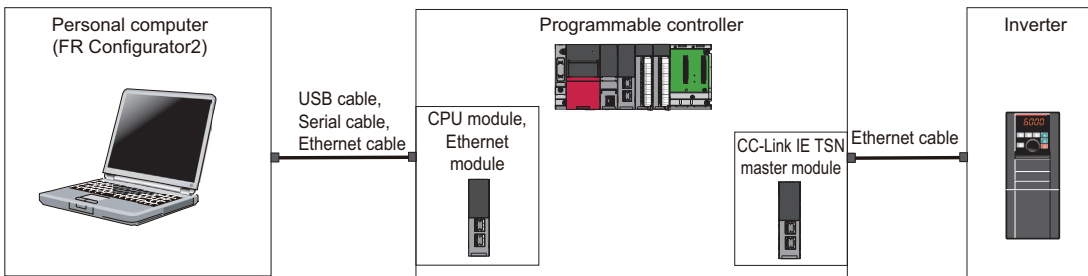 Personal computer
(FR Configurator2)
USB cable,
Serial cable,
Ethernet cable
Programmable controller
CPU module,
Ethernet
module
CC-Link IE TSN
master module
Ethernet cable
Inverter
6000